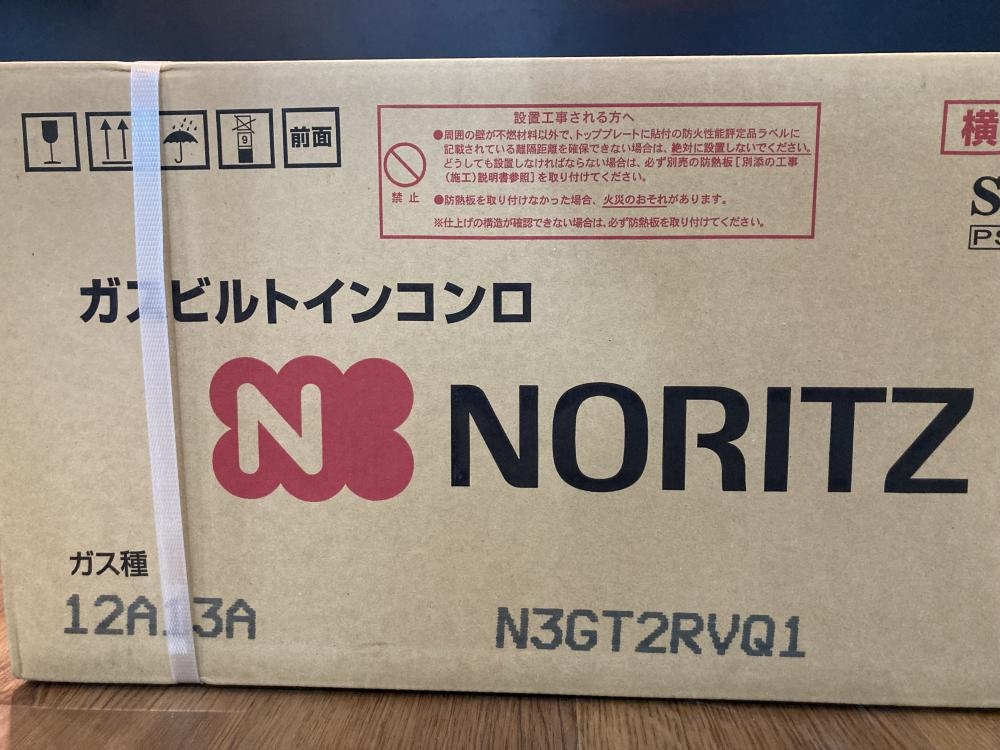 前面
9
設置工事される方へ
禁止
●周囲の壁が不燃材料以外で、トッププレートに貼付の防火性能評定品ラベルに
記載されている離隔距離を確保できない場合は、絶対に設置しないでください。
どうしても設置しなければならない場合は、必ず別売の防熱板[別添の工事
(施工)説明書参照]を取り付けてください。
●防熱板を取り付けなかった場合、火災のおそれがあります。
※仕上げの構造が確認できない場合は、必ず防熱板を取り付けてください。
横
S
PS
ガスビルトインコンロ
N NORITZ
ガス種
12A13A
N3GT2RVQ1